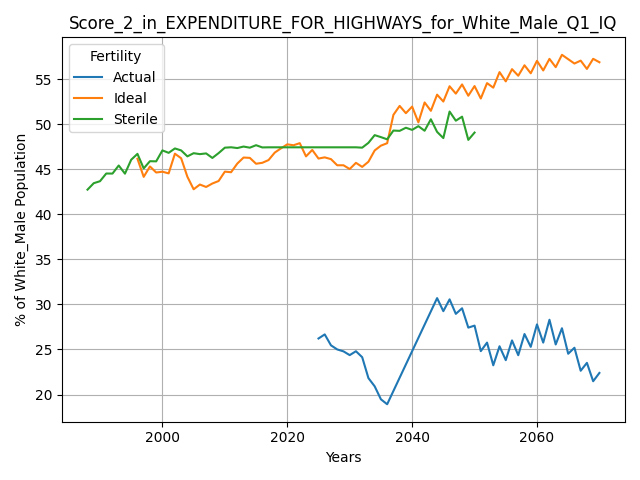 Score_2_in_EXPENDITURE_FOR_HIGHWAYS_for_White_Male_Q1_IQ
Fertility
Actual
Ideal
Sterile
% of White_Male Population
55
50
45
40
35
30
25
20
2000
2020
2040
2060
Years